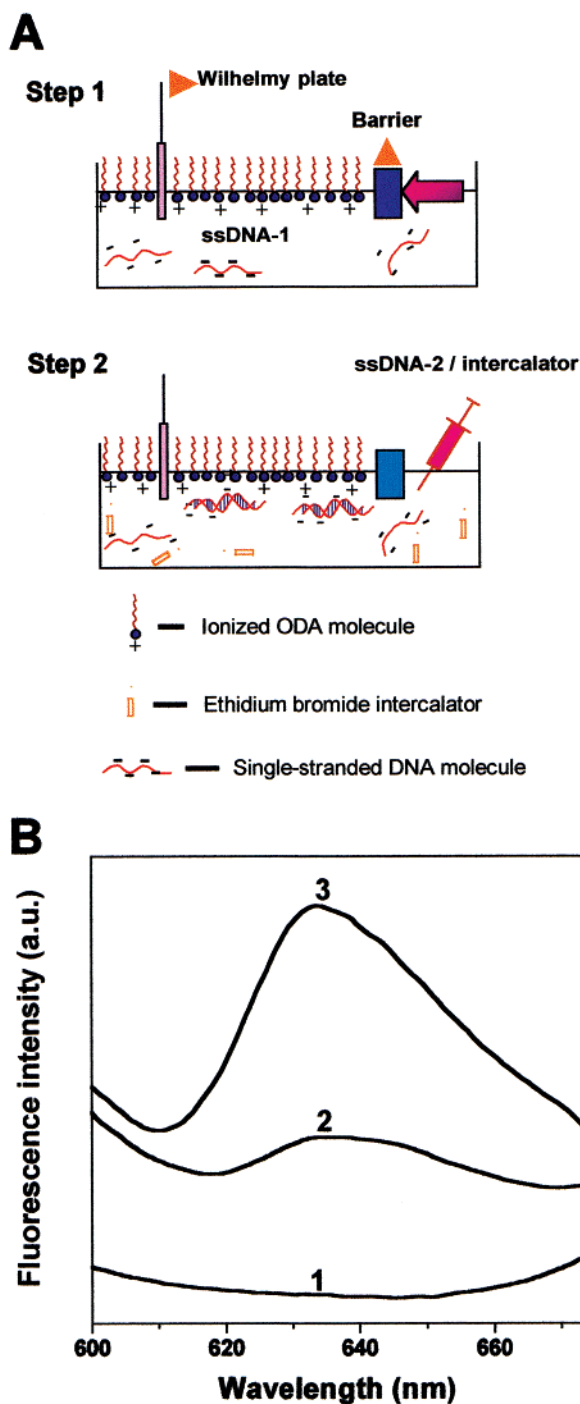 A
Step 1
Wilhelmy plate
Barrier
+ + + + + + +
ssDNA-1
Step 2
ssDNA-2 / intercalator
+ + + + + +
+
Ionized ODA molecule
Ethidium bromide intercalator
Single-stranded DNA molecule
B
Fluorescence intensity (a.u.)
3
2
1
600 620 640 660
Wavelength (nm)